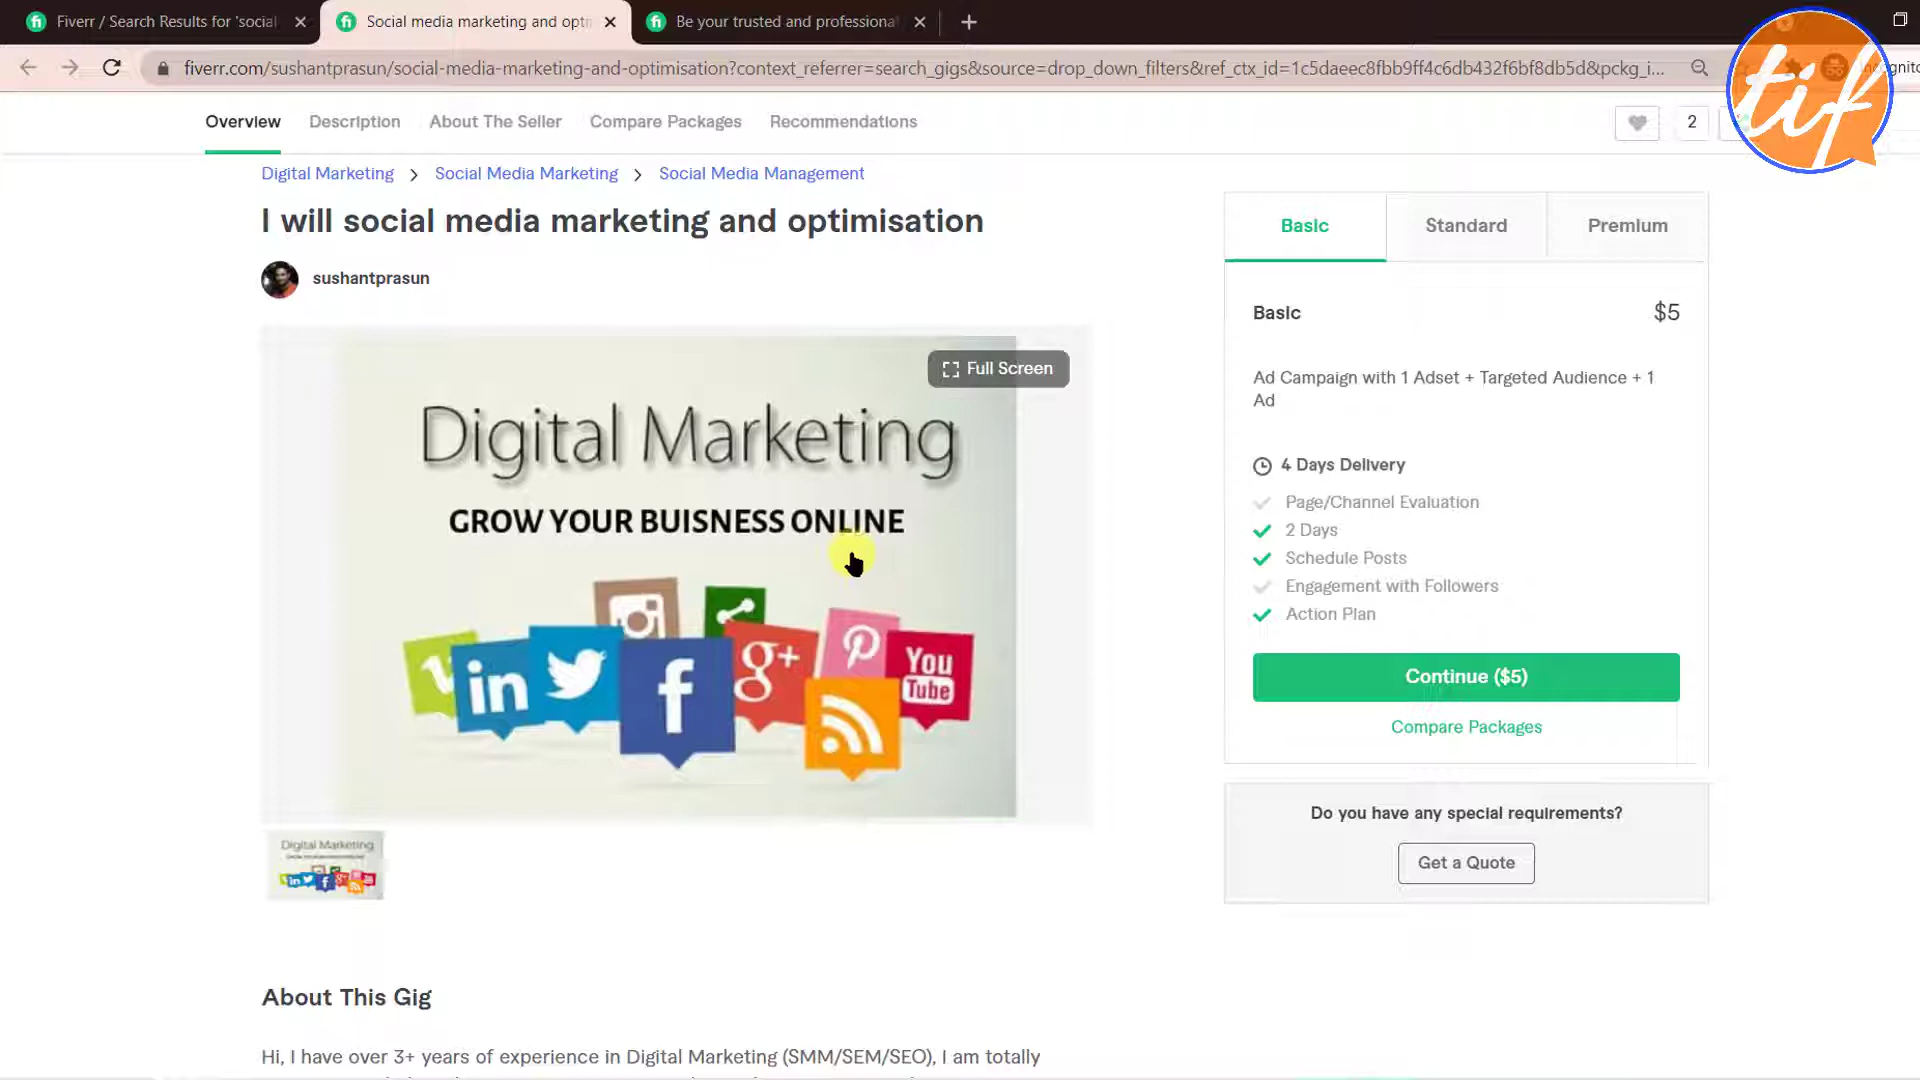 Fiverr / Search Results for 'social
Social media marketing and opti
Be your trusted and professiona
fiverr.com/sushantprasun/social-media-marketing-and-optimisation?context_referrer=search_gigs&source=drop_down_filters&ref_ctx_id=1c5daeec8fbb9ff4c6db432f6bf8db5d&pckg_i...
tif
Overview
Description
About The Seller
Compare Packages
Recommendations
2
Digital Marketing
Social Media Marketing
Social Media Management
I will social media marketing and optimisation
sushantprasun
Full Screen
Digital Marketing
GROW YOUR BUISNESS ONLINE
in
f
g+
You
Tube
Digital Marketing
Basic
Standard
Premium
Basic
$5
Ad Campaign with 1 Adset + Targeted Audience + 1
Ad
4 Days Delivery
Page/Channel Evaluation
2 Days
Schedule Posts
Engagement with Followers
Action Plan
Continue ($5)
Compare Packages
Do you have any special requirements?
Get a Quote
About This Gig
Hi, I have over 3+ years of experience in Digital Marketing (SMM/SEM/SEO), I am totally